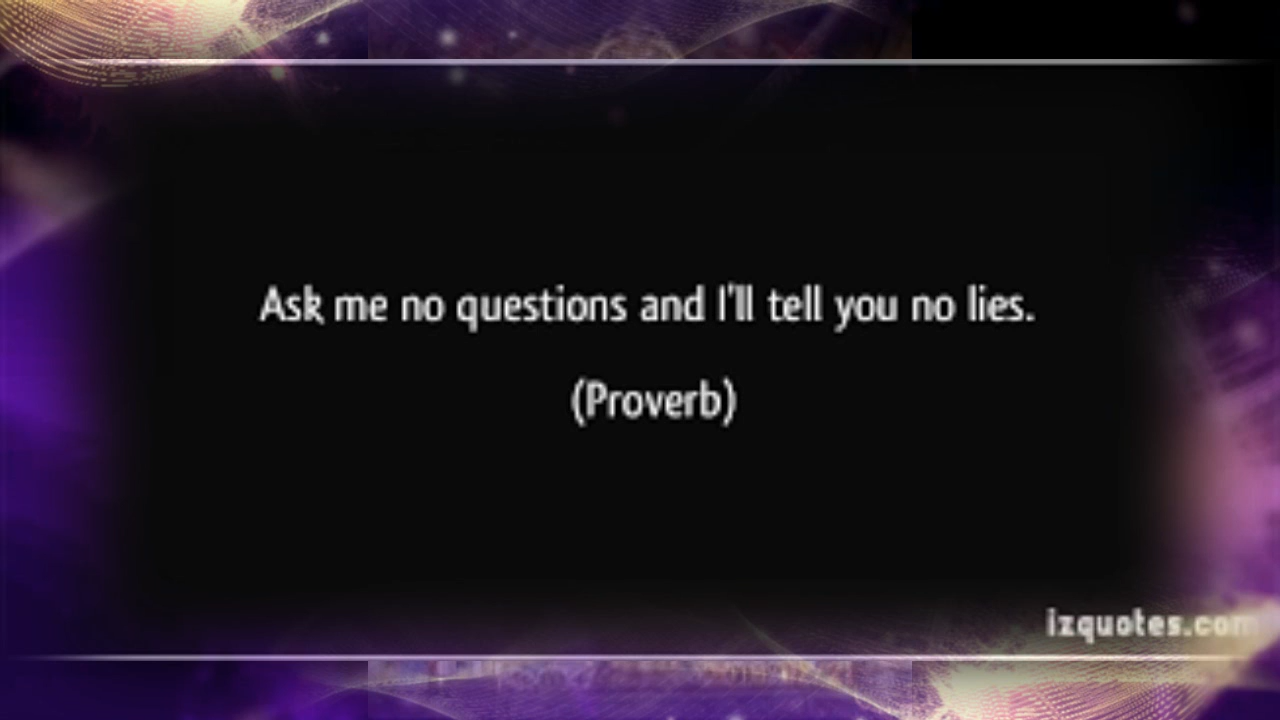 Ask me no questions and I'll tell you no lies.
(Proverb)
izquotes.com